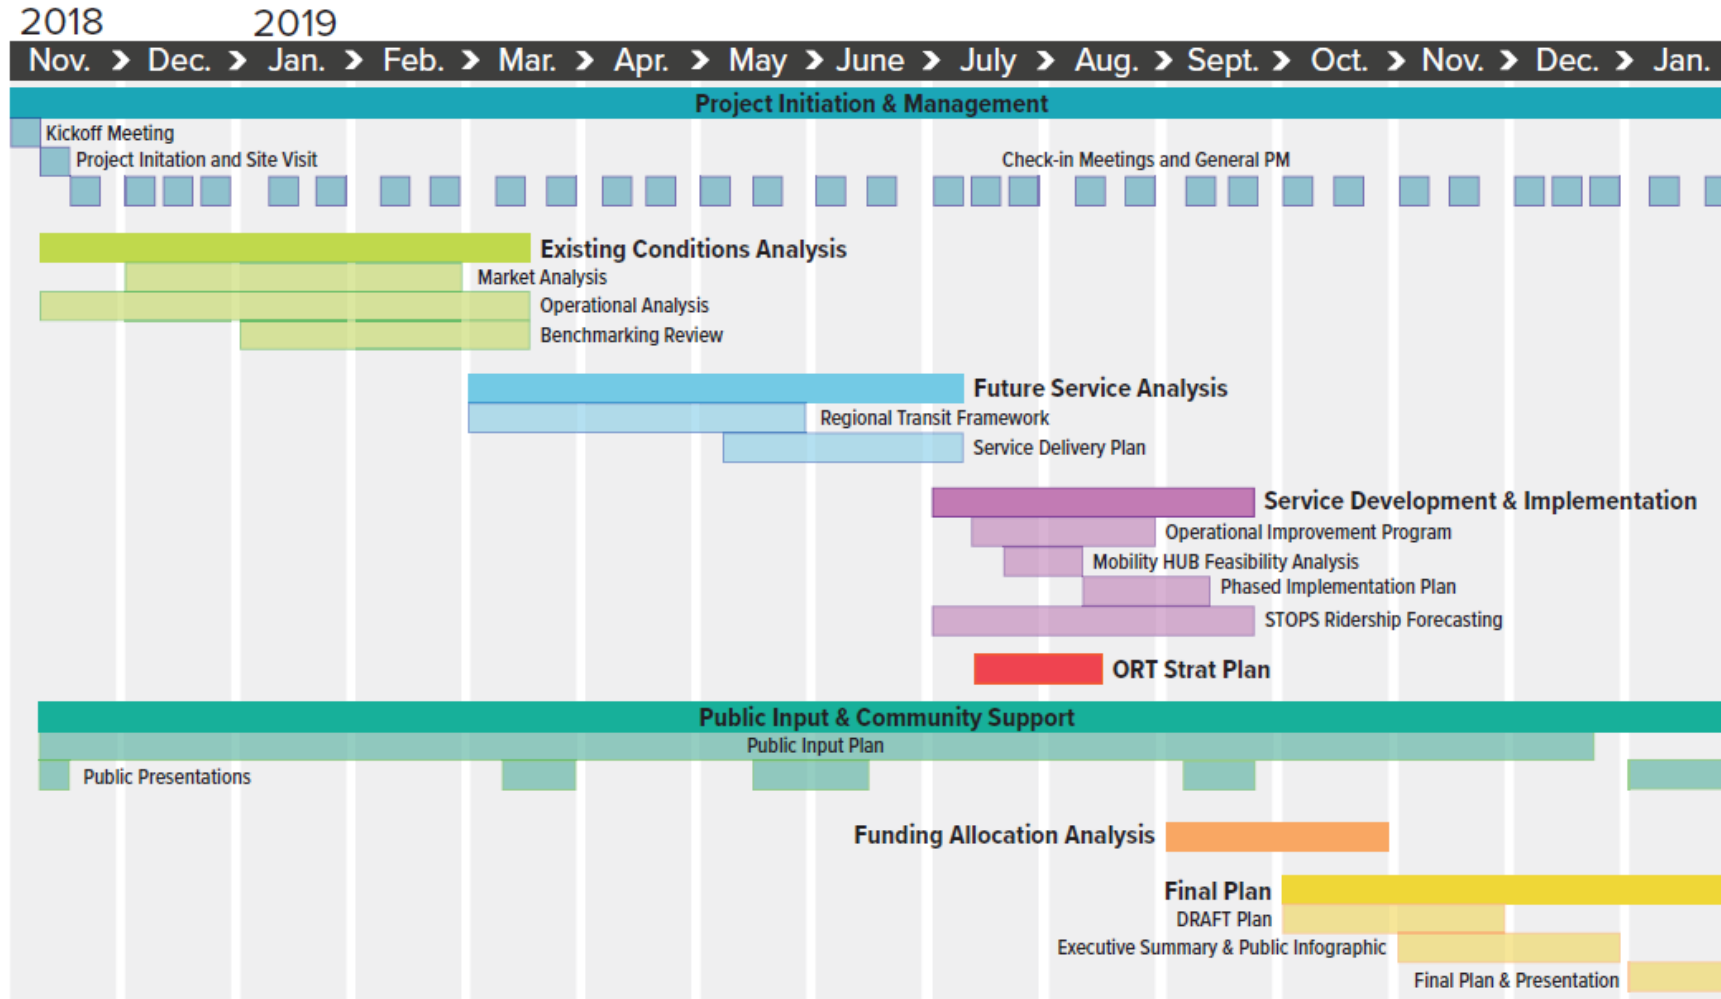 2018 2019
Nov. > Dec. > Jan. > Feb. > Mar. > Apr. > May > June > July > Aug. > Sept. > Oct. > Nov. > Dec. > Jan.
Project Initiation & Management
Kickoff Meeting
Project Initation and Site Visit
Check-in Meetings and General PM
Existing Conditions Analysis
Market Analysis
Operational Analysis
Benchmarking Review
Future Service Analysis
Regional Transit Framework
Service Delivery Plan
Service Development & Implementation
Operational Improvement Program
Mobility HUB Feasibility Analysis
Phased Implementation Plan
STOPS Ridership Forecasting
ORT Strat Plan
Public Input & Community Support
Public Input Plan
Public Presentations
Funding Allocation Analysis
Final Plan
DRAFT Plan
Executive Summary & Public Infographic
Final Plan & Presentation